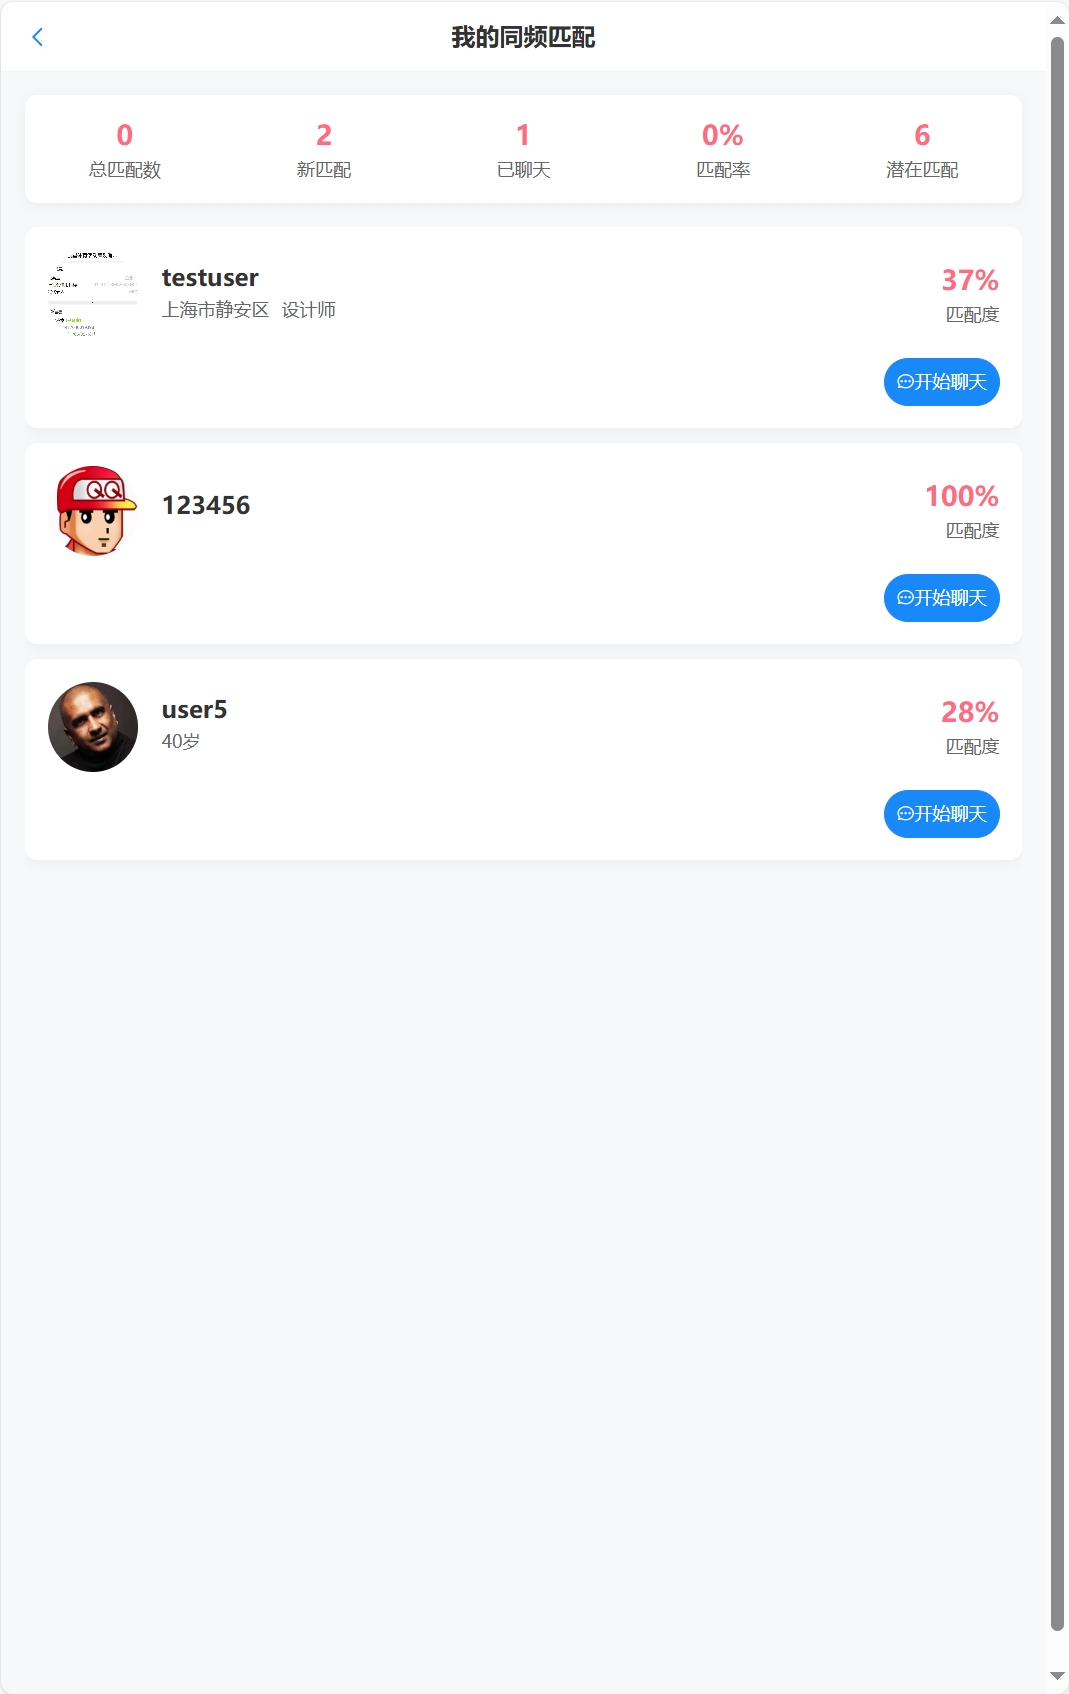 我的同频匹配
0 2 1 0% 6
总匹配数 新匹配 已聊天 匹配率 潜在匹配
testuser
上海市静安区 设计师
37%
匹配度
开始聊天
123456
100%
匹配度
开始聊天
user5
40岁
28%
匹配度
开始聊天